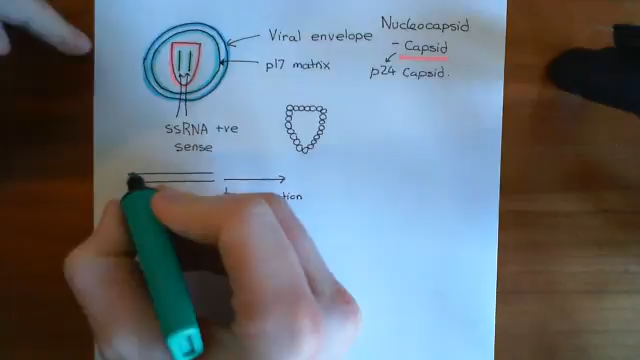 Nucleocapsid
- Capsid
p24 Capsid.
Viral envelope
p17 matrix
ssRNA +ve
sense